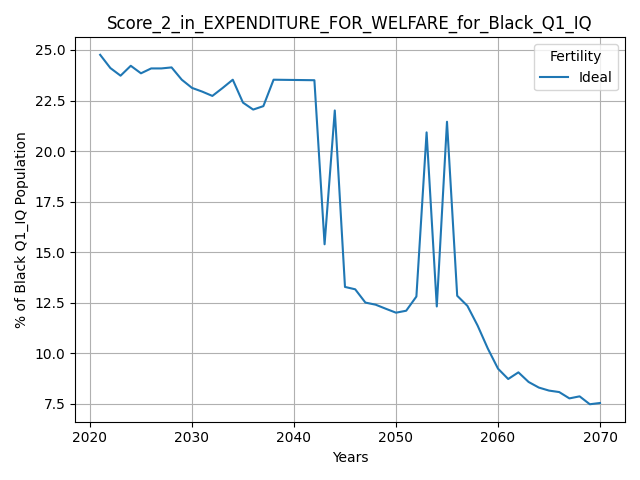 Score_2_in_EXPENDITURE_FOR_WELFARE_for_Black_Q1_IQ
Fertility
Ideal
25.0
22.5
20.0
17.5
15.0
12.5
10.0
7.5
% of Black Q1_IQ Population
2020 2030 2040 2050 2060 2070
Years